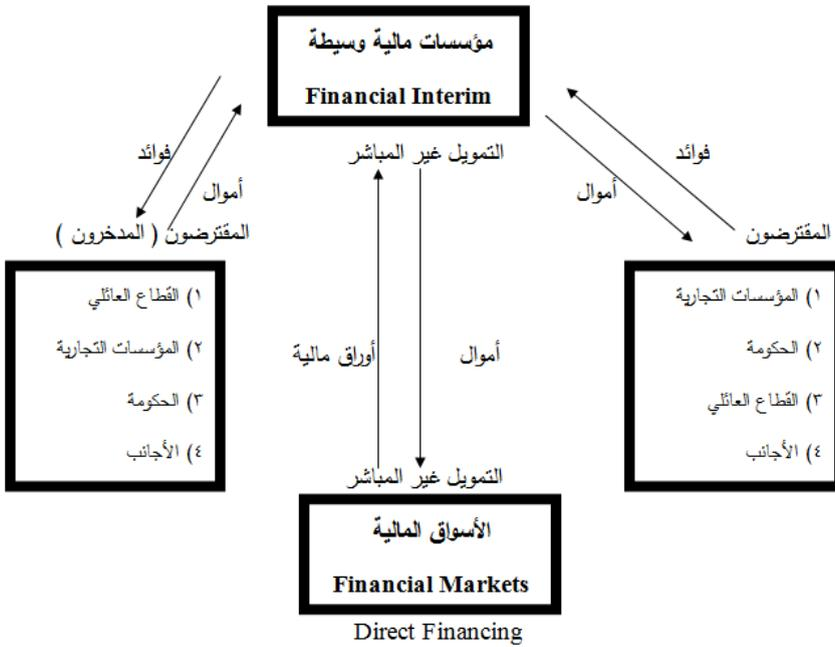 مؤسسات مالية وسيطة
Financial Interim
التمويل غير المباشر
فوائد
أموال
فوائد
أموال
المقترضون
المقترضون ( المدخرون )
١) المؤسسات التجارية
٢) الحكومة
٣) القطاع العائلي
٤) الأجانب
أموال
أوراق مالية
١) القطاع العائلي
٢) المؤسسات التجارية
٣) الحكومة
٤) الأجانب
التمويل غير المباشر
الأسواق المالية
Financial Markets
Direct Financing